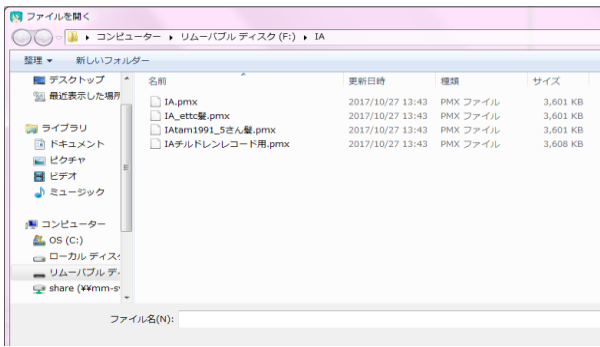 ファイルを開く
コンピューター ▸ リムーバブル ディスク (F:) ▸ IA
整理 ▼ 新しいフォルダー
デスクトップ
最近表示した場所
ライブラリ
ドキュメント
ピクチャ
ビデオ
ミュージック
コンピューター
OS (C:)
ローカル ディス
リムーバブル デ
share (¥¥mm-s
名前 更新日時 種類 サイズ
IA.pmx 2017/10/27 13:43 PMX ファイル 3,601 KB
IA_ettc髪.pmx 2017/10/27 13:43 PMX ファイル 3,601 KB
IAtam1991_5さん髪.pmx 2017/10/27 13:43 PMX ファイル 3,601 KB
IAチルドレンレコード用.pmx 2017/10/27 13:43 PMX ファイル 3,608 KB
ファイル名(N):